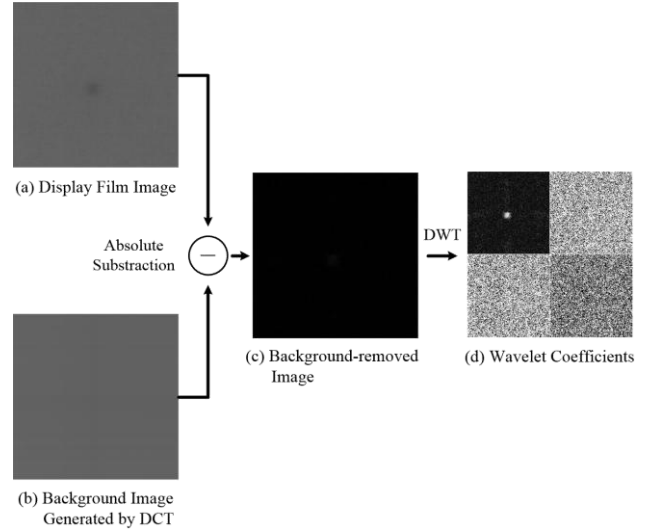 (a) Display Film Image
Absolute
Substraction
DWT
(c) Background-removed
Image
(d) Wavelet Coefficients
(b) Background Image
Generated by DCT